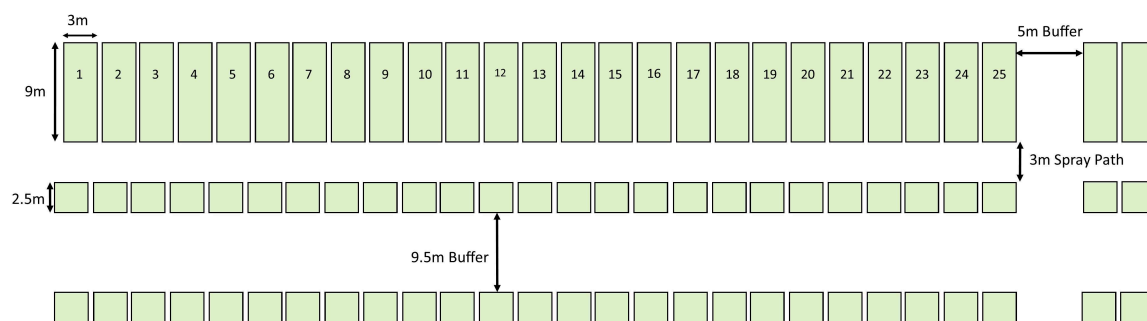 3m
5m Buffer
1 2 3 4 5 6 7 8 9 10 11 12 13 14 15 16 17 18 19 20 21 22 23 24 25
9m
3m Spray Path
2.5m
9.5m Buffer